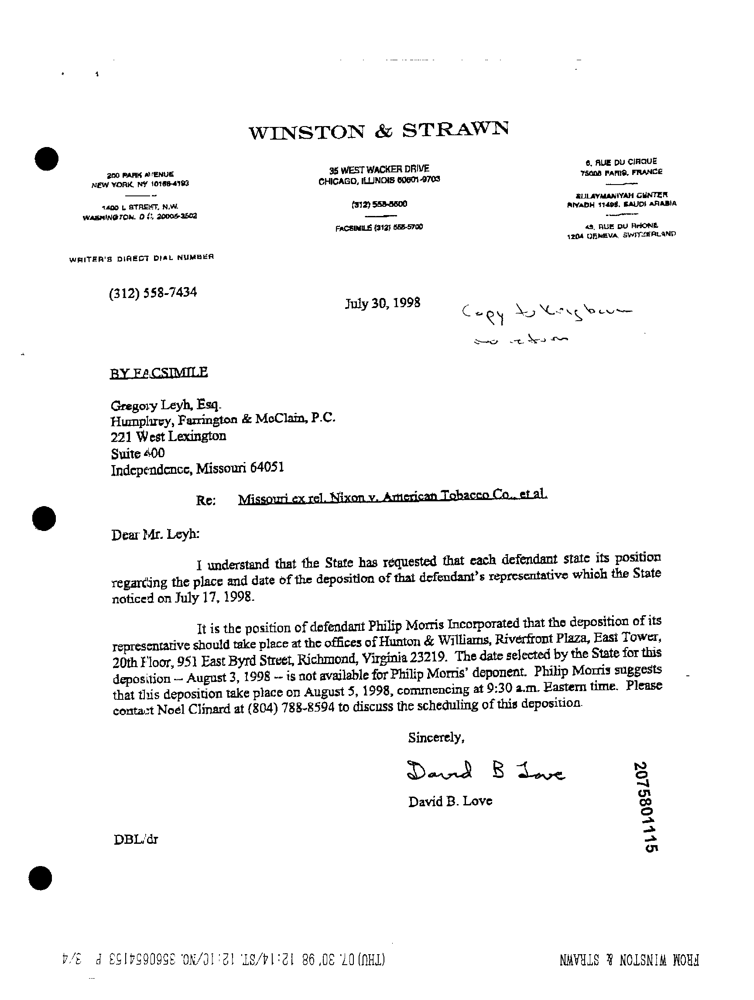 WINSTON & STRAWN
200 PARK AVENUE
NEW YORK, NY 10166-4193
1400 L STREET, N.W.
WASHINGTON, D.C. 20005-3502
35 WEST WACKER DRIVE
CHICAGO, ILLINOIS 60601-9703
(312) 558-5600
FACSIMILE (312) 558-5700
6, RUE DU CIRQUE
75008 PARIS, FRANCE
SULAYMANIYAH CENTER
RIYADH 11495, SAUDI ARABIA
43, RUE DU RHONE
1204 GENEVA, SWITZERLAND
WRITER'S DIRECT DIAL NUMBER
(312) 558-7434
July 30, 1998
Copy to
BY FACSIMILE
Gregory Leyh, Esq.
Humphrey, Farrington & McClain, P.C.
221 West Lexington
Suite 400
Independence, Missouri 64051
Re: Missouri ex rel. Nixon v. American Tobacco Co., et al.
Dear Mr. Leyh:
I understand that the State has requested that each defendant state its position
regarding the place and date of the deposition of that defendant's representative which the State
noticed on July 17, 1998.
It is the position of defendant Philip Morris Incorporated that the deposition of its
representative should take place at the offices of Hunton & Williams, Riverfront Plaza, East Tower,
20th Floor, 951 East Byrd Street, Richmond, Virginia 23219. The date selected by the State for this
deposition -- August 3, 1998 -- is not available for Philip Morris' deponent. Philip Morris suggests
that this deposition take place on August 5, 1998, commencing at 9:30 a.m. Eastern time. Please
contact Noel Clinard at (804) 788-8594 to discuss the scheduling of this deposition.
Sincerely,
David B Love
David B. Love
2075801115
DBL/dr
FROM WINSTON & STRAWN (THU) 07. 30. 98 12:14/ST. 12:10/NO. 3560654153 P 3/4